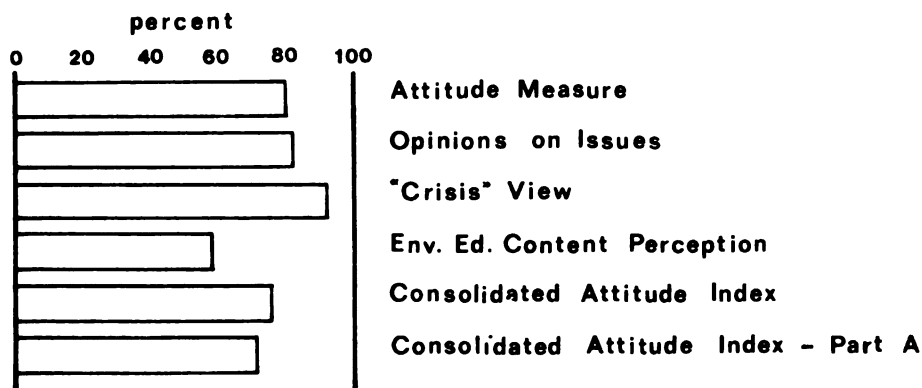 percent
0 20 40 60 80 100
Attitude Measure
Opinions on Issues
"Crisis" View
Env. Ed. Content Perception
Consolidated Attitude Index
Consolidated Attitude Index - Part A